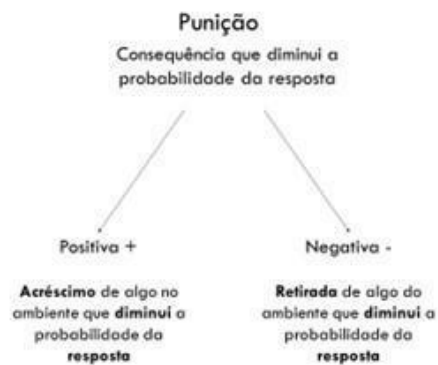 Punição
Consequência que diminui a
probabilidade da resposta
Positiva +
Acréscimo de algo no
ambiente que diminui a
probabilidade da
resposta
Negativa -
Retirada de algo do
ambiente que diminui a
probabilidade da
resposta